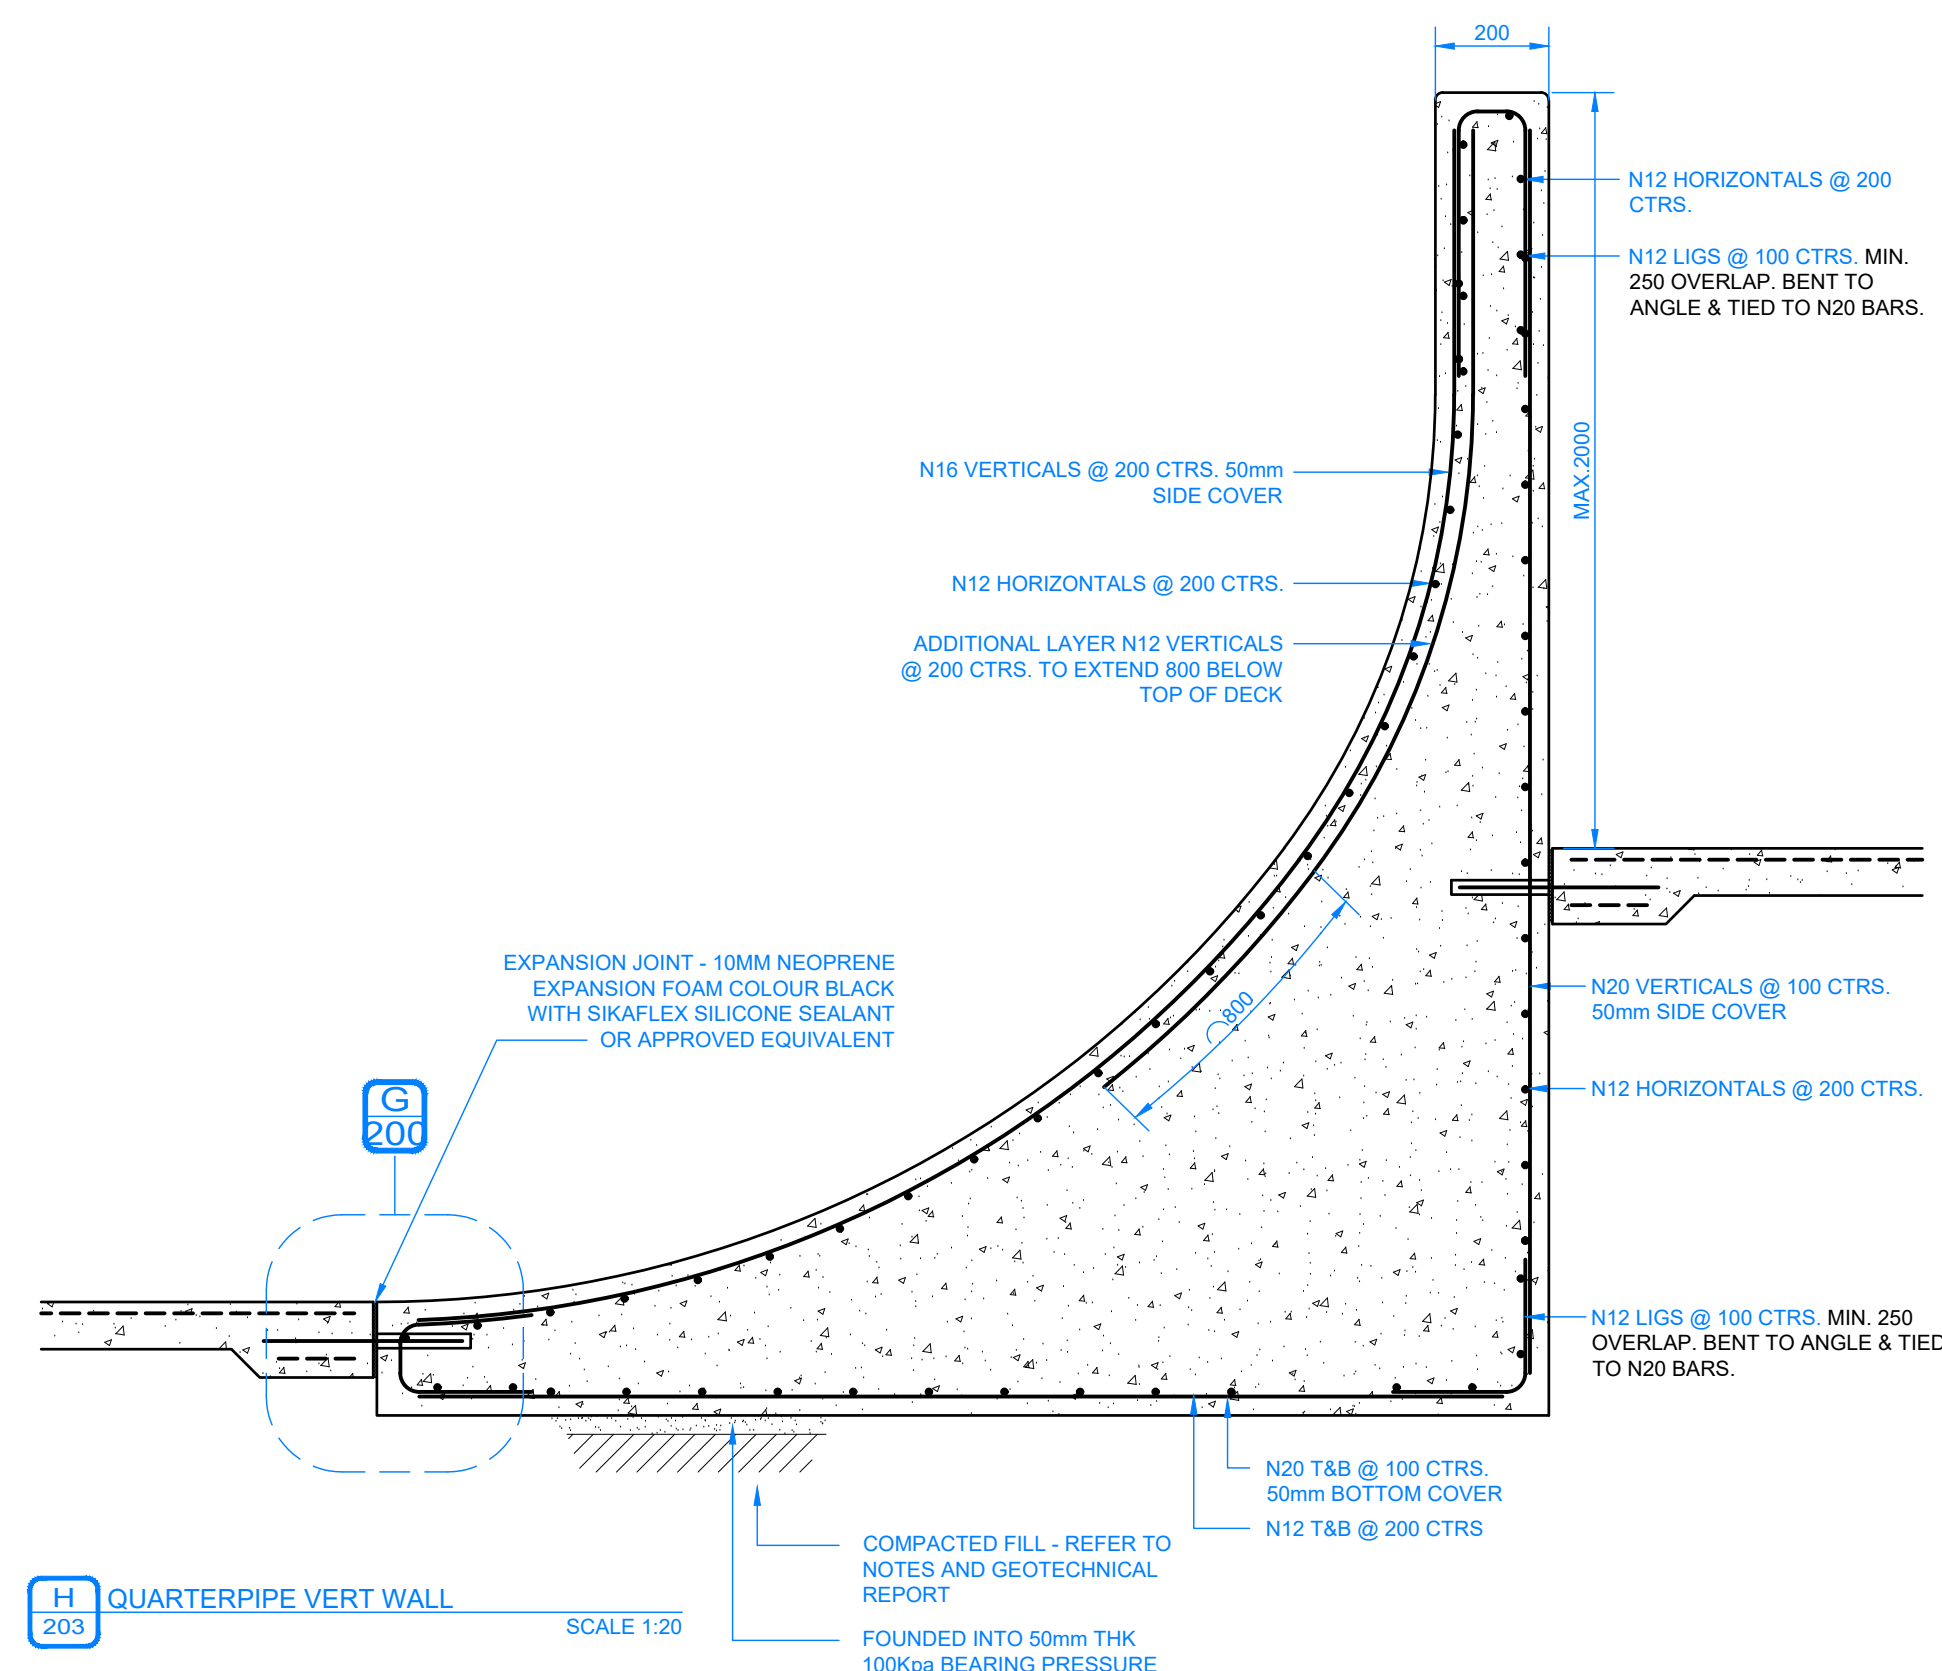 200
N12 HORIZONTALS @ 200
CTRS.
N12 LIGS @ 100 CTRS. MIN.
250 OVERLAP. BENT TO
ANGLE & TIED TO N20 BARS.
MAX.2000
N16 VERTICALS @ 200 CTRS. 50mm
SIDE COVER
N12 HORIZONTALS @ 200 CTRS.
ADDITIONAL LAYER N12 VERTICALS
@ 200 CTRS. TO EXTEND 800 BELOW
TOP OF DECK
EXPANSION JOINT - 10MM NEOPRENE
EXPANSION FOAM COLOUR BLACK
WITH SIKAFLEX SILICONE SEALANT
OR APPROVED EQUIVALENT
800
N20 VERTICALS @ 100 CTRS.
50mm SIDE COVER
N12 HORIZONTALS @ 200 CTRS.
G
200
N12 LIGS @ 100 CTRS. MIN. 250
OVERLAP. BENT TO ANGLE & TIED
TO N20 BARS.
N20 T&B @ 100 CTRS.
50mm BOTTOM COVER
N12 T&B @ 200 CTRS
COMPACTED FILL - REFER TO
NOTES AND GEOTECHNICAL
REPORT
FOUNDED INTO 50mm THK
100Kpa BEARING PRESSURE
H
203
QUARTERPIPE VERT WALL
SCALE 1:20